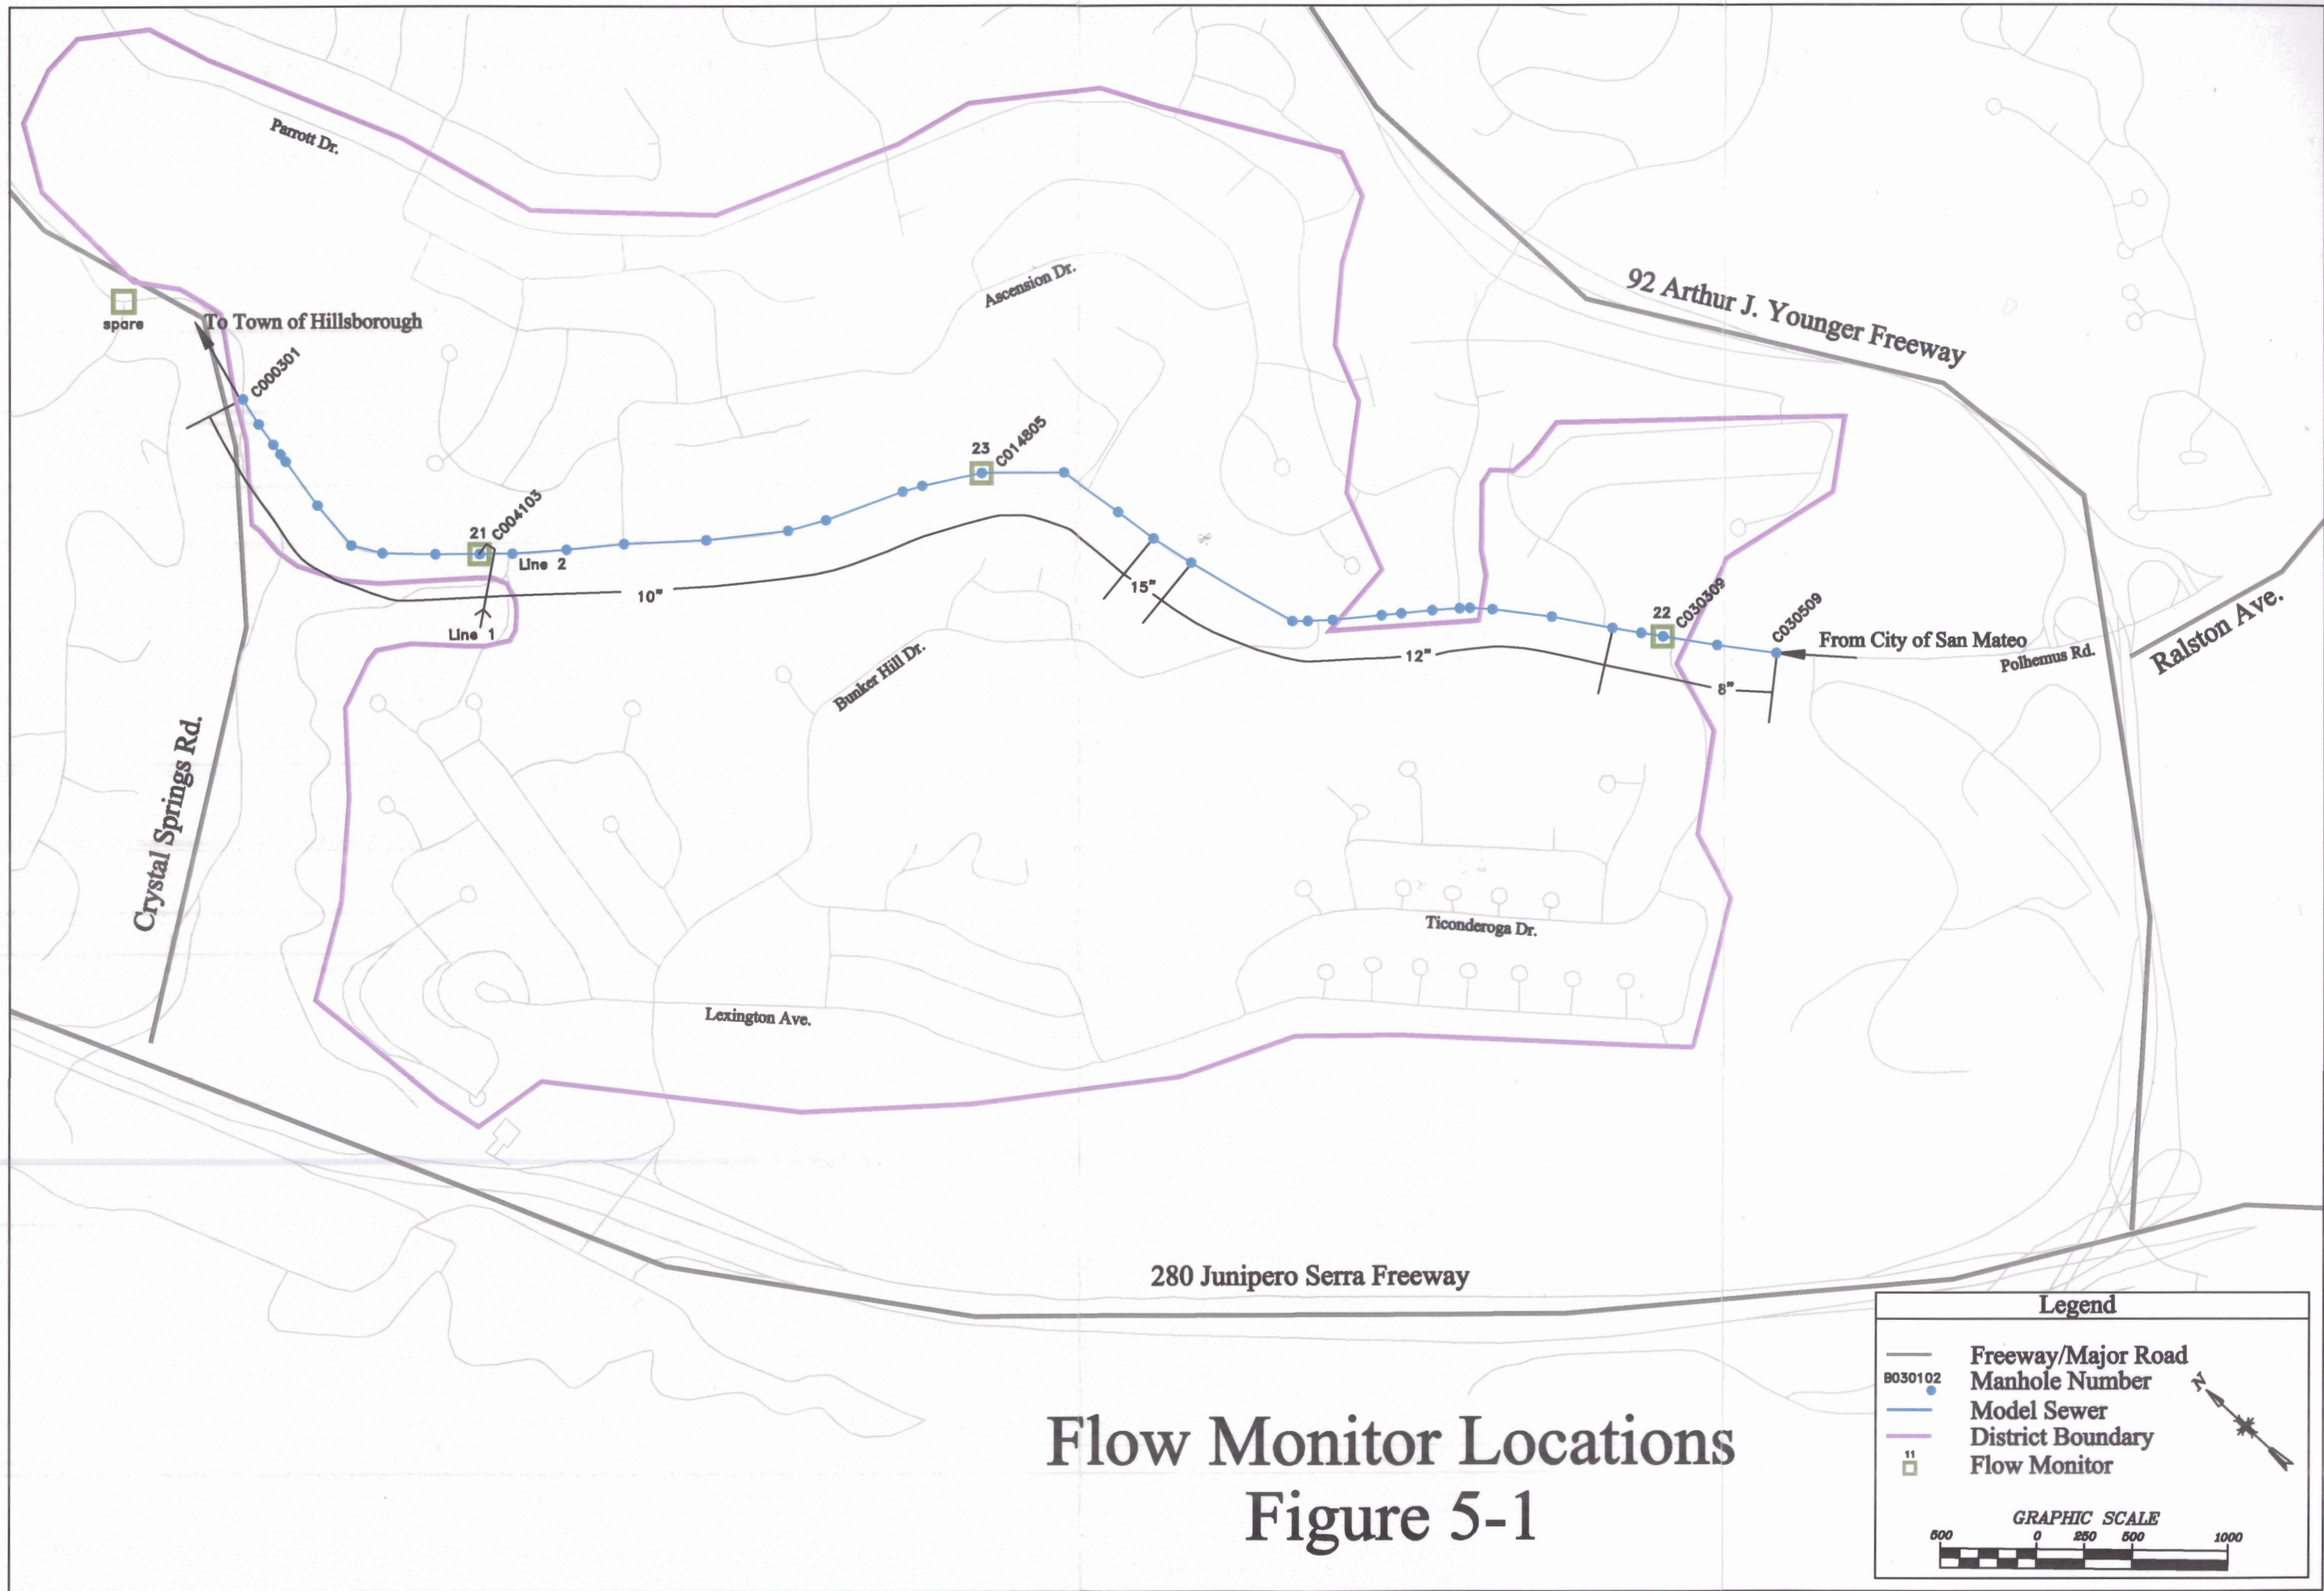 Parrott Dr.
Ascension Dr.
92 Arthur J. Younger Freeway
spare
To Town of Hillsborough
C000301
23
C014805
21
C004103
Line 2
10"
15"
Line 1
12"
22
C030309
C030509
From City of San Mateo
8"
Polhemus Rd.
Ralston Ave.
Bunker Hill Dr.
Crystal Springs Rd.
Ticonderoga Dr.
Lexington Ave.
280 Junipero Serra Freeway
Legend
Freeway/Major Road
B030102
Manhole Number
Model Sewer
District Boundary
11
Flow Monitor
N
GRAPHIC SCALE
500 0 250 500 1000
Flow Monitor Locations
Figure 5-1